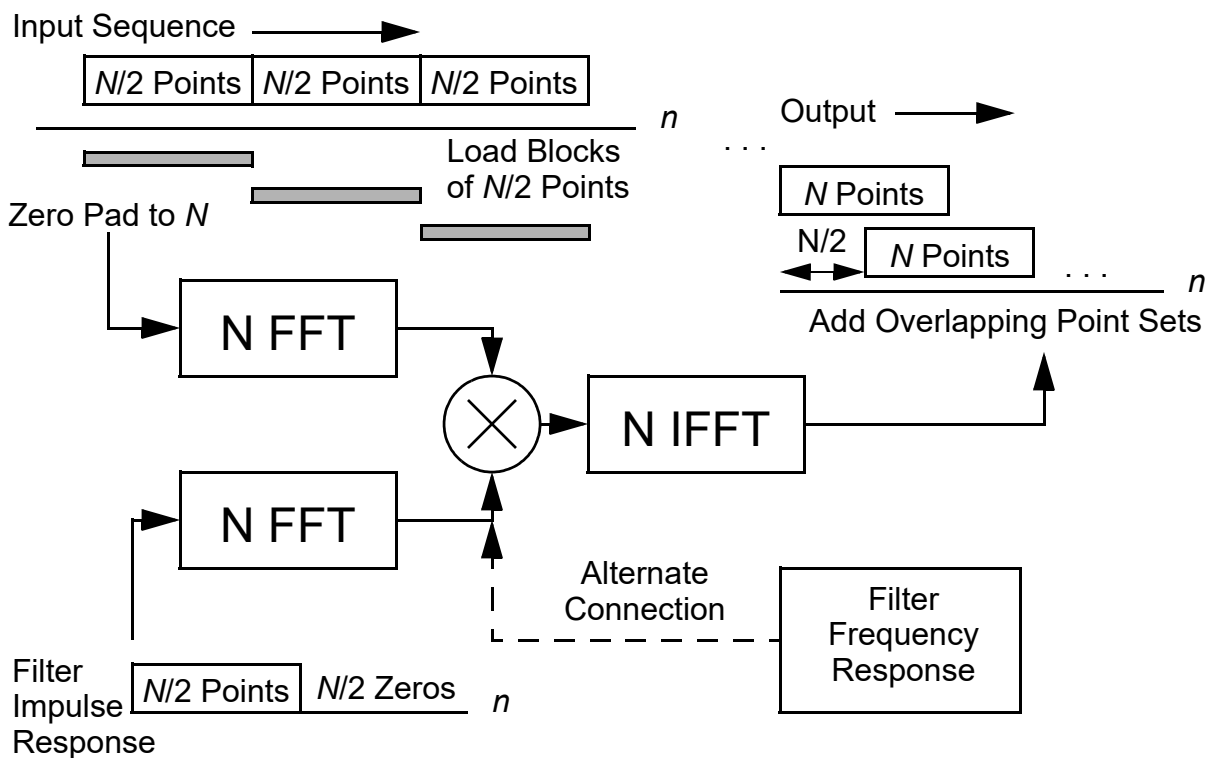 Input Sequence
N/2 Points N/2 Points N/2 Points
n
Load Blocks
of N/2 Points
Zero Pad to N
Output
. . .
N Points
N/2
N Points
. . .
n
Add Overlapping Point Sets
N FFT
N IFFT
N FFT
Alternate
Connection
Filter
Frequency
Response
Filter
Impulse
Response
N/2 Points N/2 Zeros
n